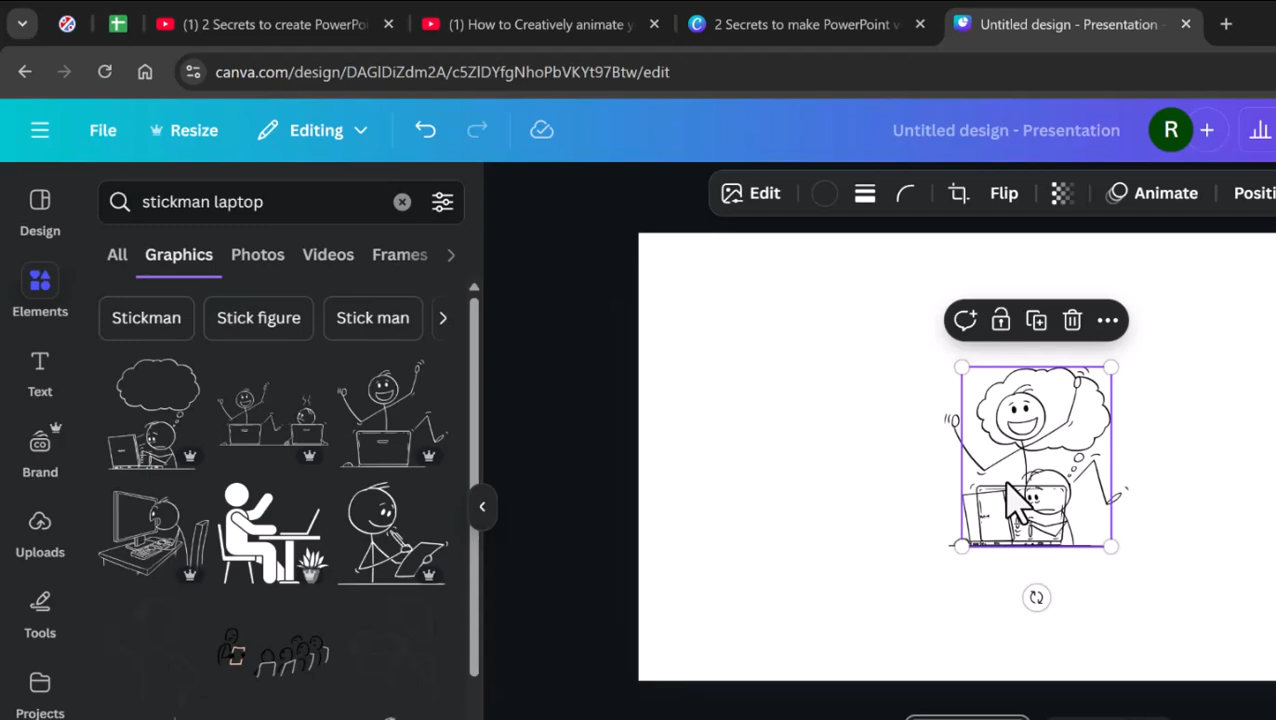 (1) 2 Secrets to create PowerPoi
(1) How to Creatively animate y
2 Secrets to make PowerPoint v
Untitled design - Presentation -
canva.com/design/DAGlDiZdm2A/c5ZlDYfgNhoPbVKYt97Btw/edit
File
Resize
Editing
Untitled design - Presentation
R
stickman laptop
Edit
Flip
Animate
Positi
Design
All
Graphics
Photos
Videos
Frames
Elements
Stickman
Stick figure
Stick man
Text
Brand
Uploads
Tools
Projects